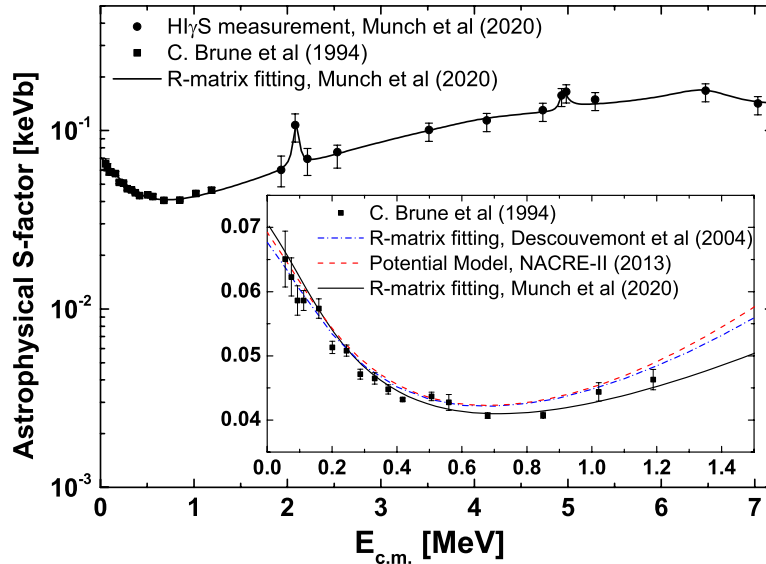 Astrophysical S-factor [keVb]
10⁻¹
10⁻²
10⁻³
HIγS measurement, Munch et al (2020)
C. Brune et al (1994)
R-matrix fitting, Munch et al (2020)
0.07
0.06
0.05
0.04
C. Brune et al (1994)
R-matrix fitting, Descouvemont et al (2004)
Potential Model, NACRE-II (2013)
R-matrix fitting, Munch et al (2020)
0.0 0.2 0.4 0.6 0.8 1.0 1.2 1.4
0 1 2 3 4 5 6 7
E_c.m. [MeV]